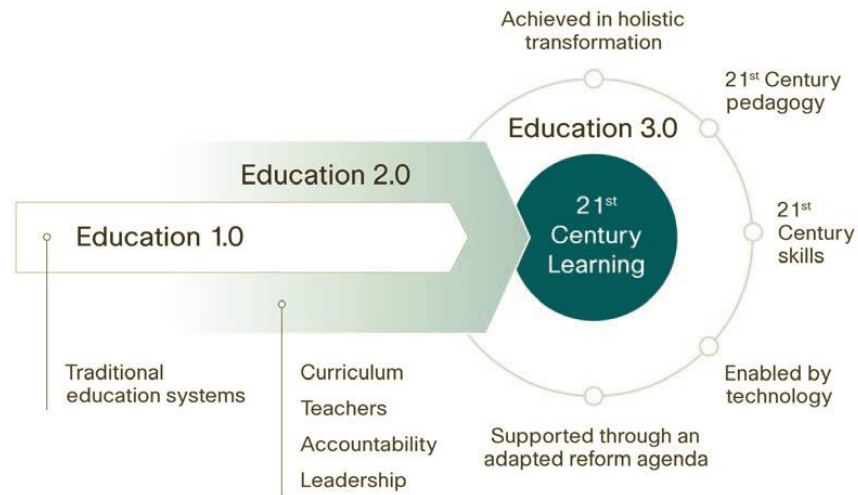 Achieved in holistic
transformation
21st Century
pedagogy
Education 3.0
Education 2.0
21st
Century
Learning
21st
Century
skills
Education 1.0
Traditional
education systems
Curriculum
Teachers
Accountability
Leadership
Enabled by
technology
Supported through an
adapted reform agenda